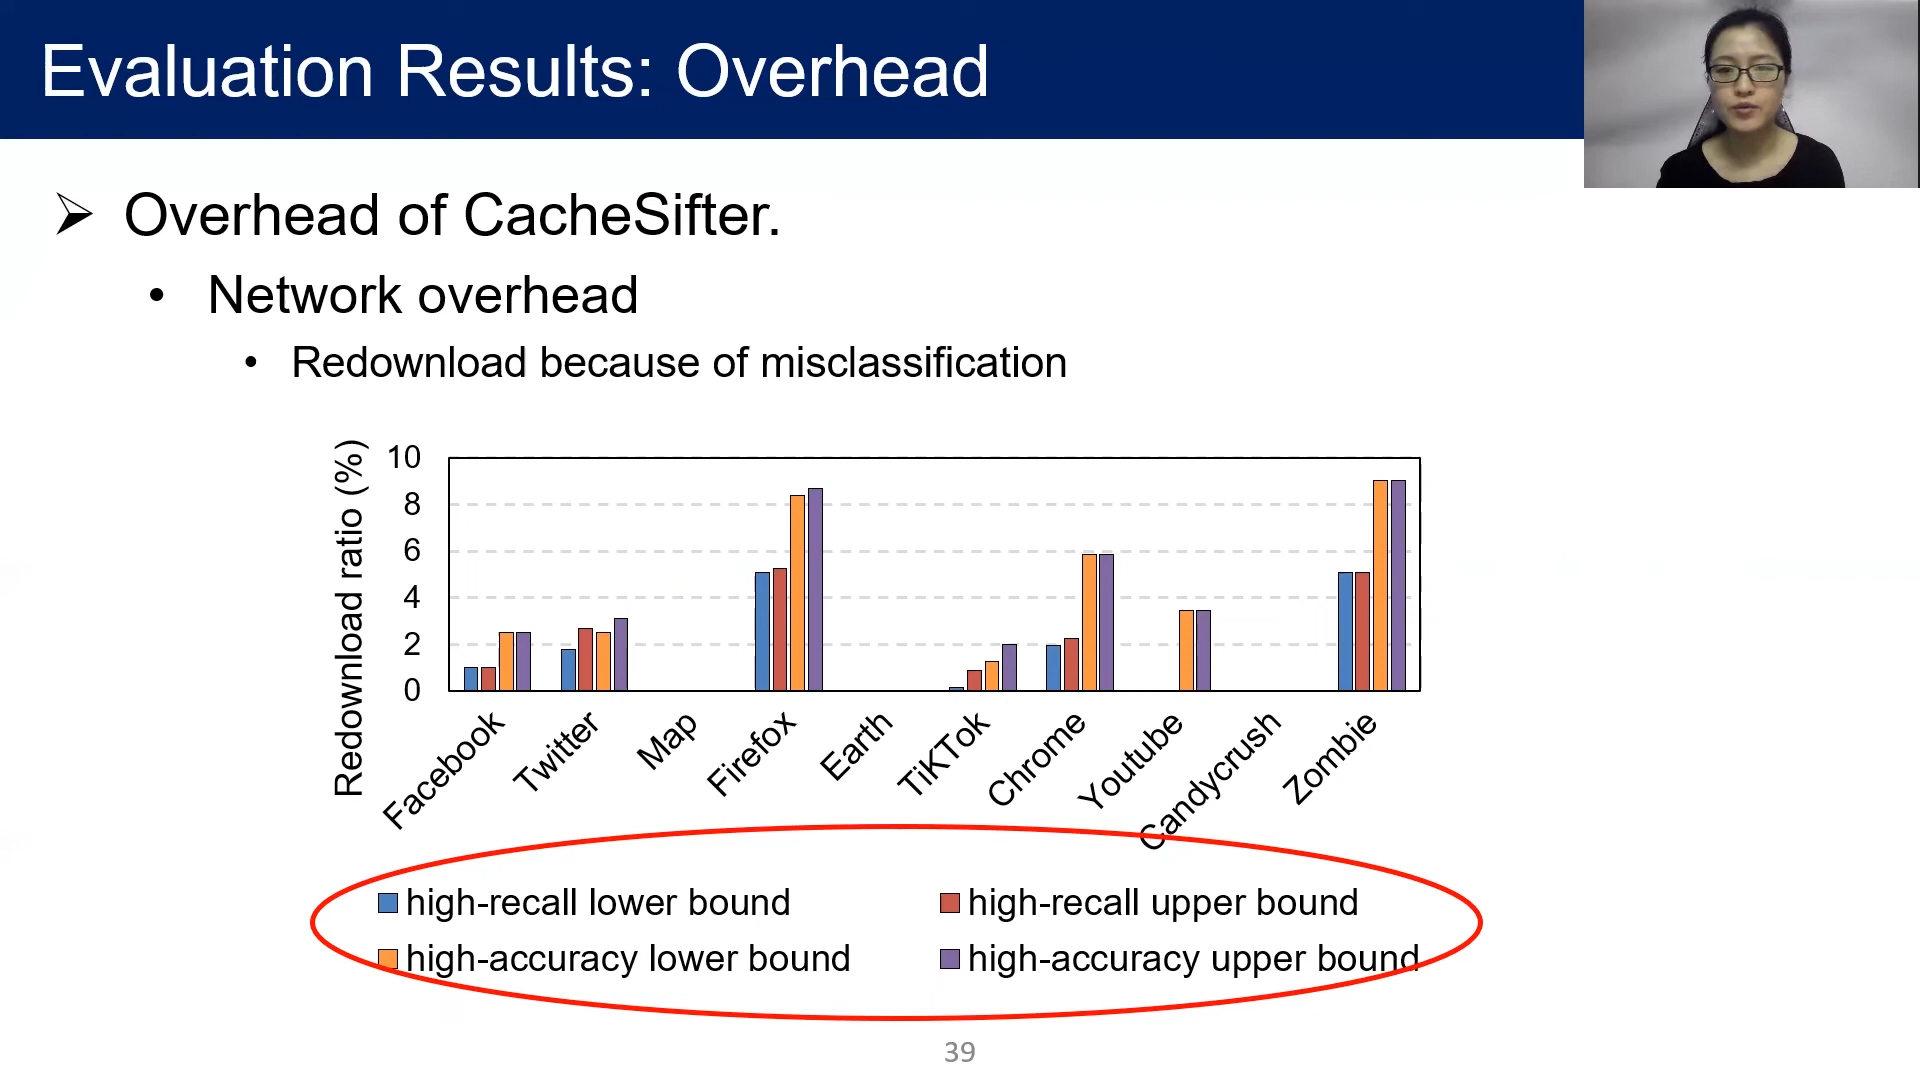 Evaluation Results: Overhead
➢ Overhead of CacheSifter.
• Network overhead
• Redownload because of misclassification
Redownload ratio (%)
10
8
6
4
2
0
Facebook
Twitter
Map
Firefox
Earth
TiKTok
Chrome
Youtube
Candycrush
Zombie
high-recall lower bound
high-recall upper bound
high-accuracy lower bound
high-accuracy upper bound
39